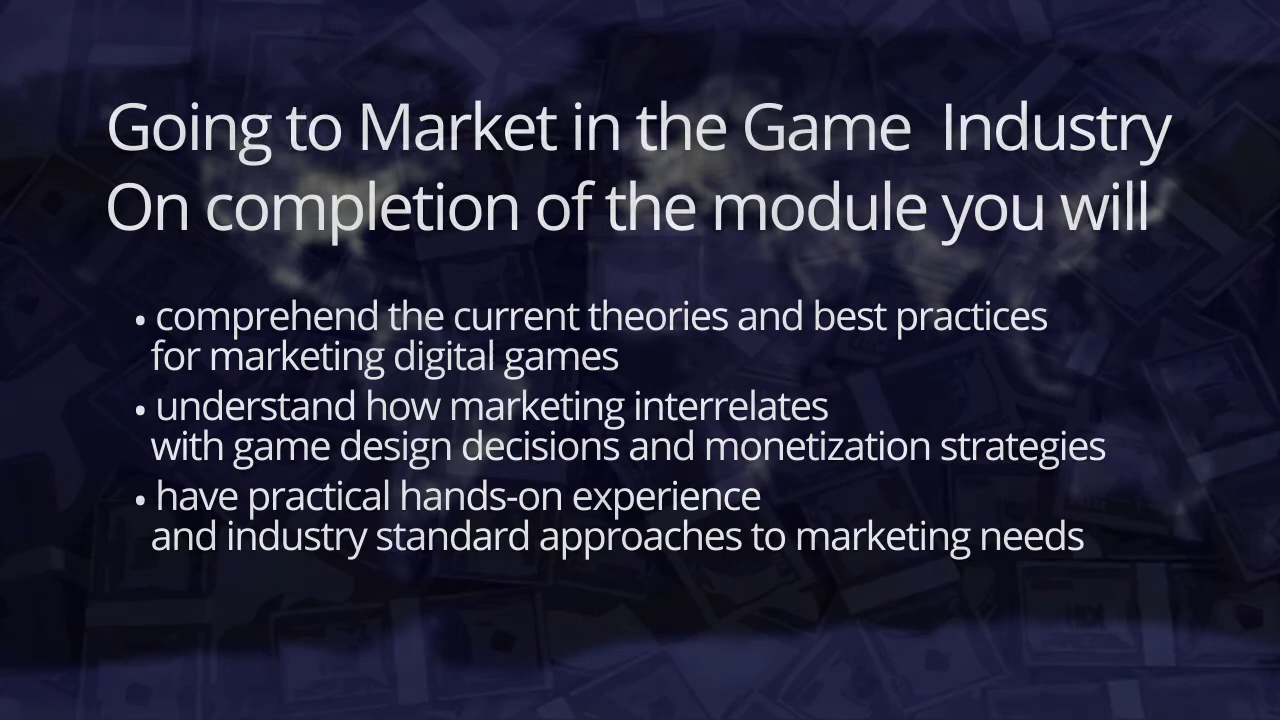 Going to Market in the Game  Industry
On completion of the module you will
• comprehend the current theories and best practices
for marketing digital games
• understand how marketing interrelates
with game design decisions and monetization strategies
• have practical hands-on experience
and industry standard approaches to marketing needs